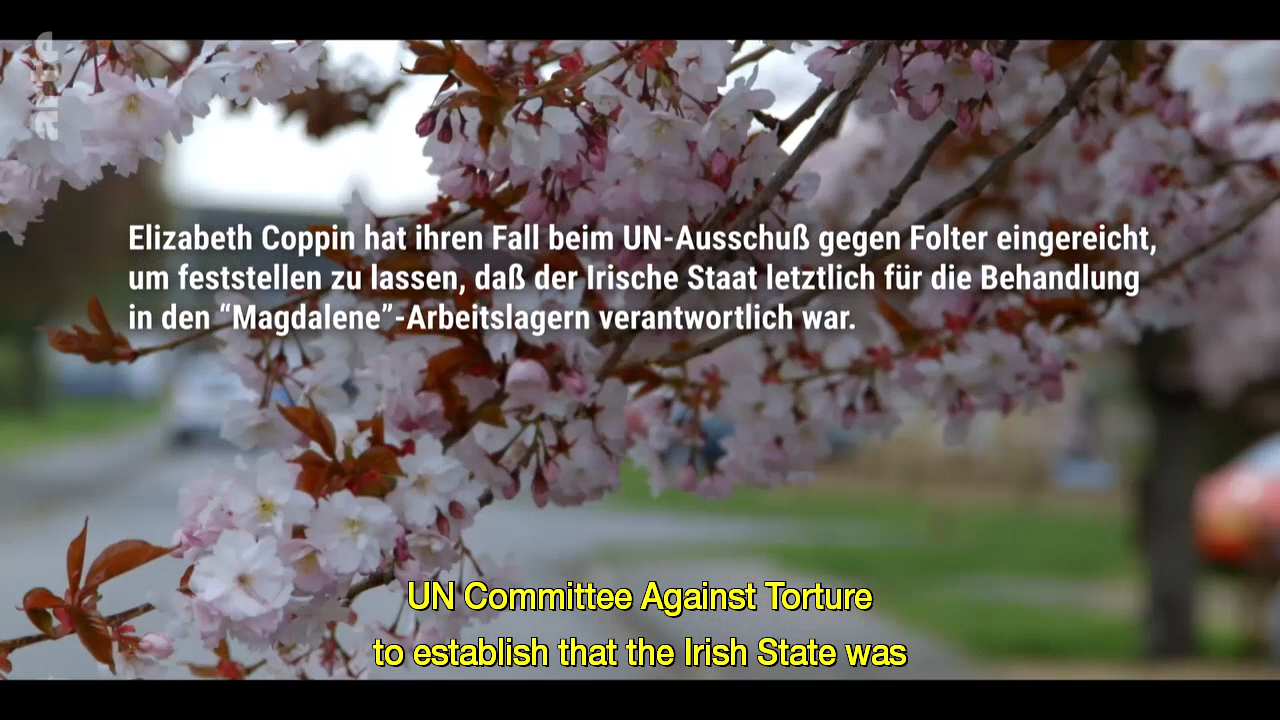 arte
Elizabeth Coppin hat ihren Fall beim UN-Ausschuß gegen Folter eingereicht,
um feststellen zu lassen, daß der Irische Staat letztlich für die Behandlung
in den “Magdalene”-Arbeitslagern verantwortlich war.
UN Committee Against Torture
to establish that the Irish State was